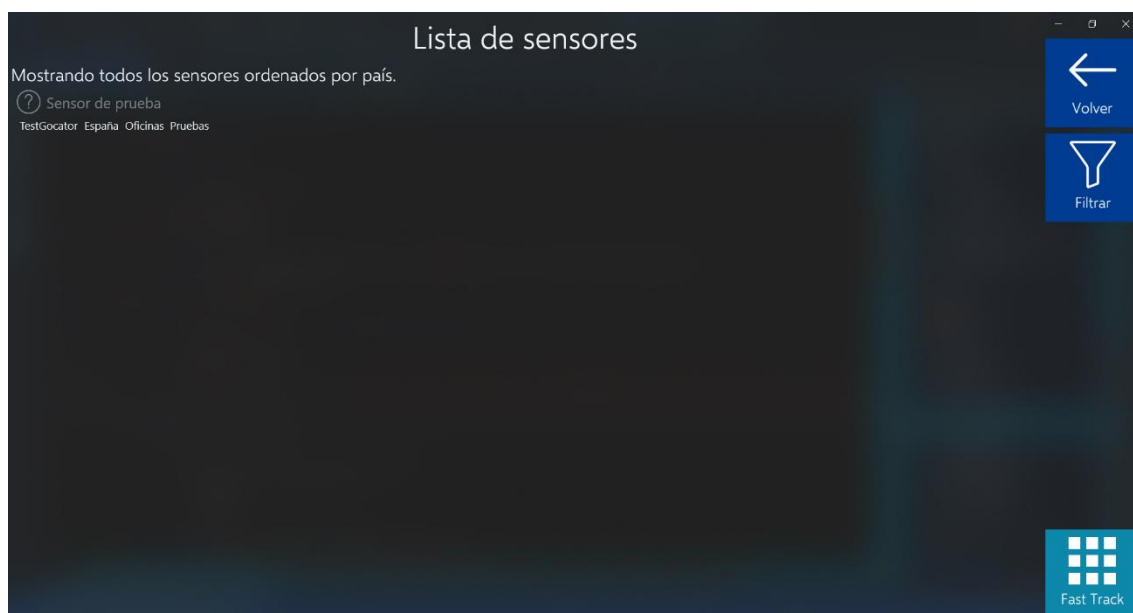 Lista de sensores
Mostrando todos los sensores ordenados por país.
? Sensor de prueba
TestGocator España Oficinas Pruebas
Volver
Filtrar
Fast Track